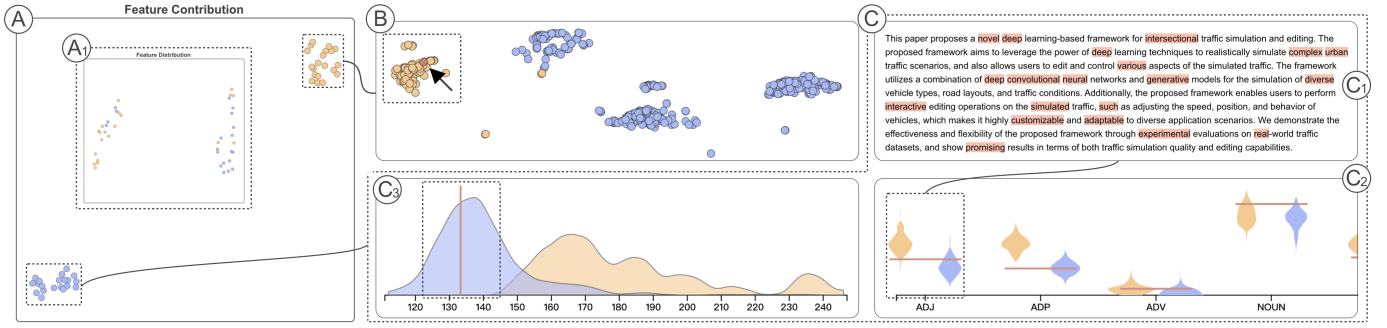 A
Feature Contribution
A1
Feature Distribution
B
C
This paper proposes a novel deep learning-based framework for intersectional traffic simulation and editing. The
proposed framework aims to leverage the power of deep learning techniques to realistically simulate complex urban
traffic scenarios, and also allows users to edit and control various aspects of the simulated traffic. The framework
utilizes a combination of deep convolutional neural networks and generative models for the simulation of diverse
vehicle types, road layouts, and traffic conditions. Additionally, the proposed framework enables users to perform
interactive editing operations on the simulated traffic, such as adjusting the speed, position, and behavior of
vehicles, which makes it highly customizable and adaptable to diverse application scenarios. We demonstrate the
effectiveness and flexibility of the proposed framework through experimental evaluations on real-world traffic
datasets, and show promising results in terms of both traffic simulation quality and editing capabilities.
C1
C3
120 130 140 150 160 170 180 190 200 210 220 230 240
C2
ADJ ADP ADV NOUN